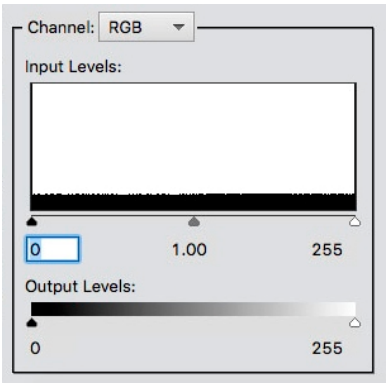 Channel: RGB
Input Levels:
0 1.00 255
Output Levels:
0 255